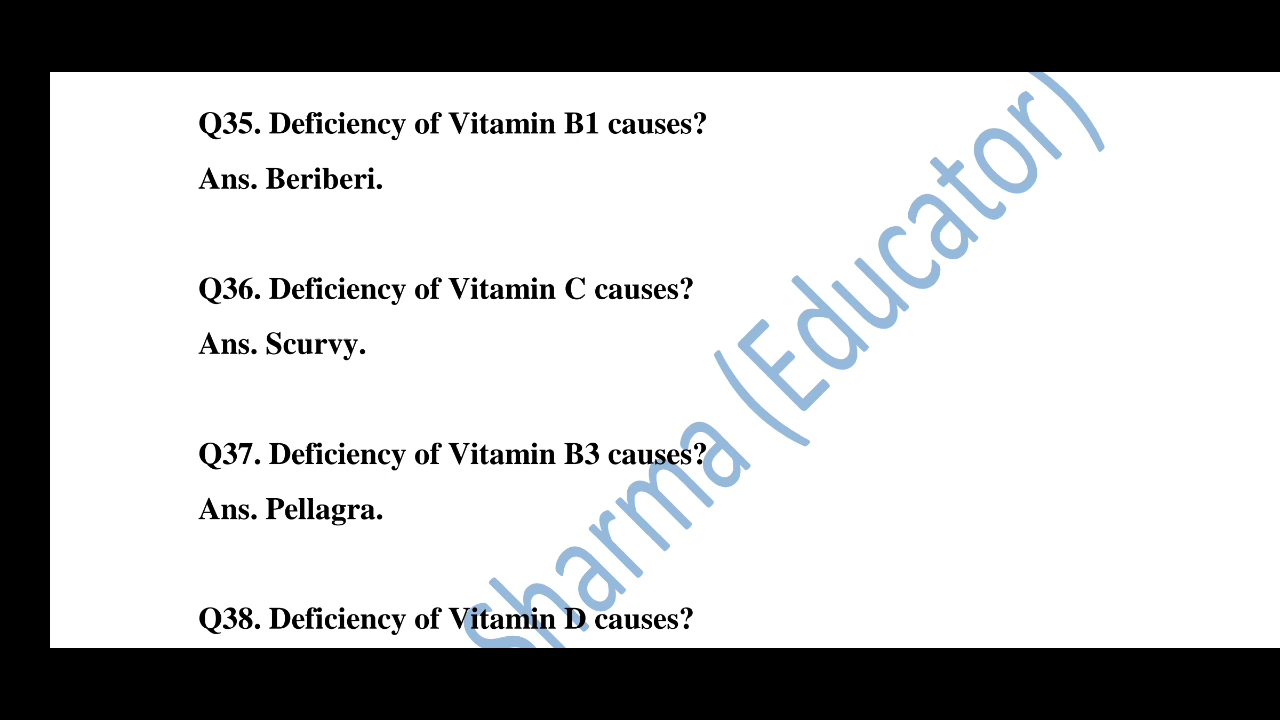 Q35. Deficiency of Vitamin B1 causes?
Ans. Beriberi.
Q36. Deficiency of Vitamin C causes?
Ans. Scurvy.
Q37. Deficiency of Vitamin B3 causes?
Ans. Pellagra.
Q38. Deficiency of Vitamin D causes?
Sharma (Educator)